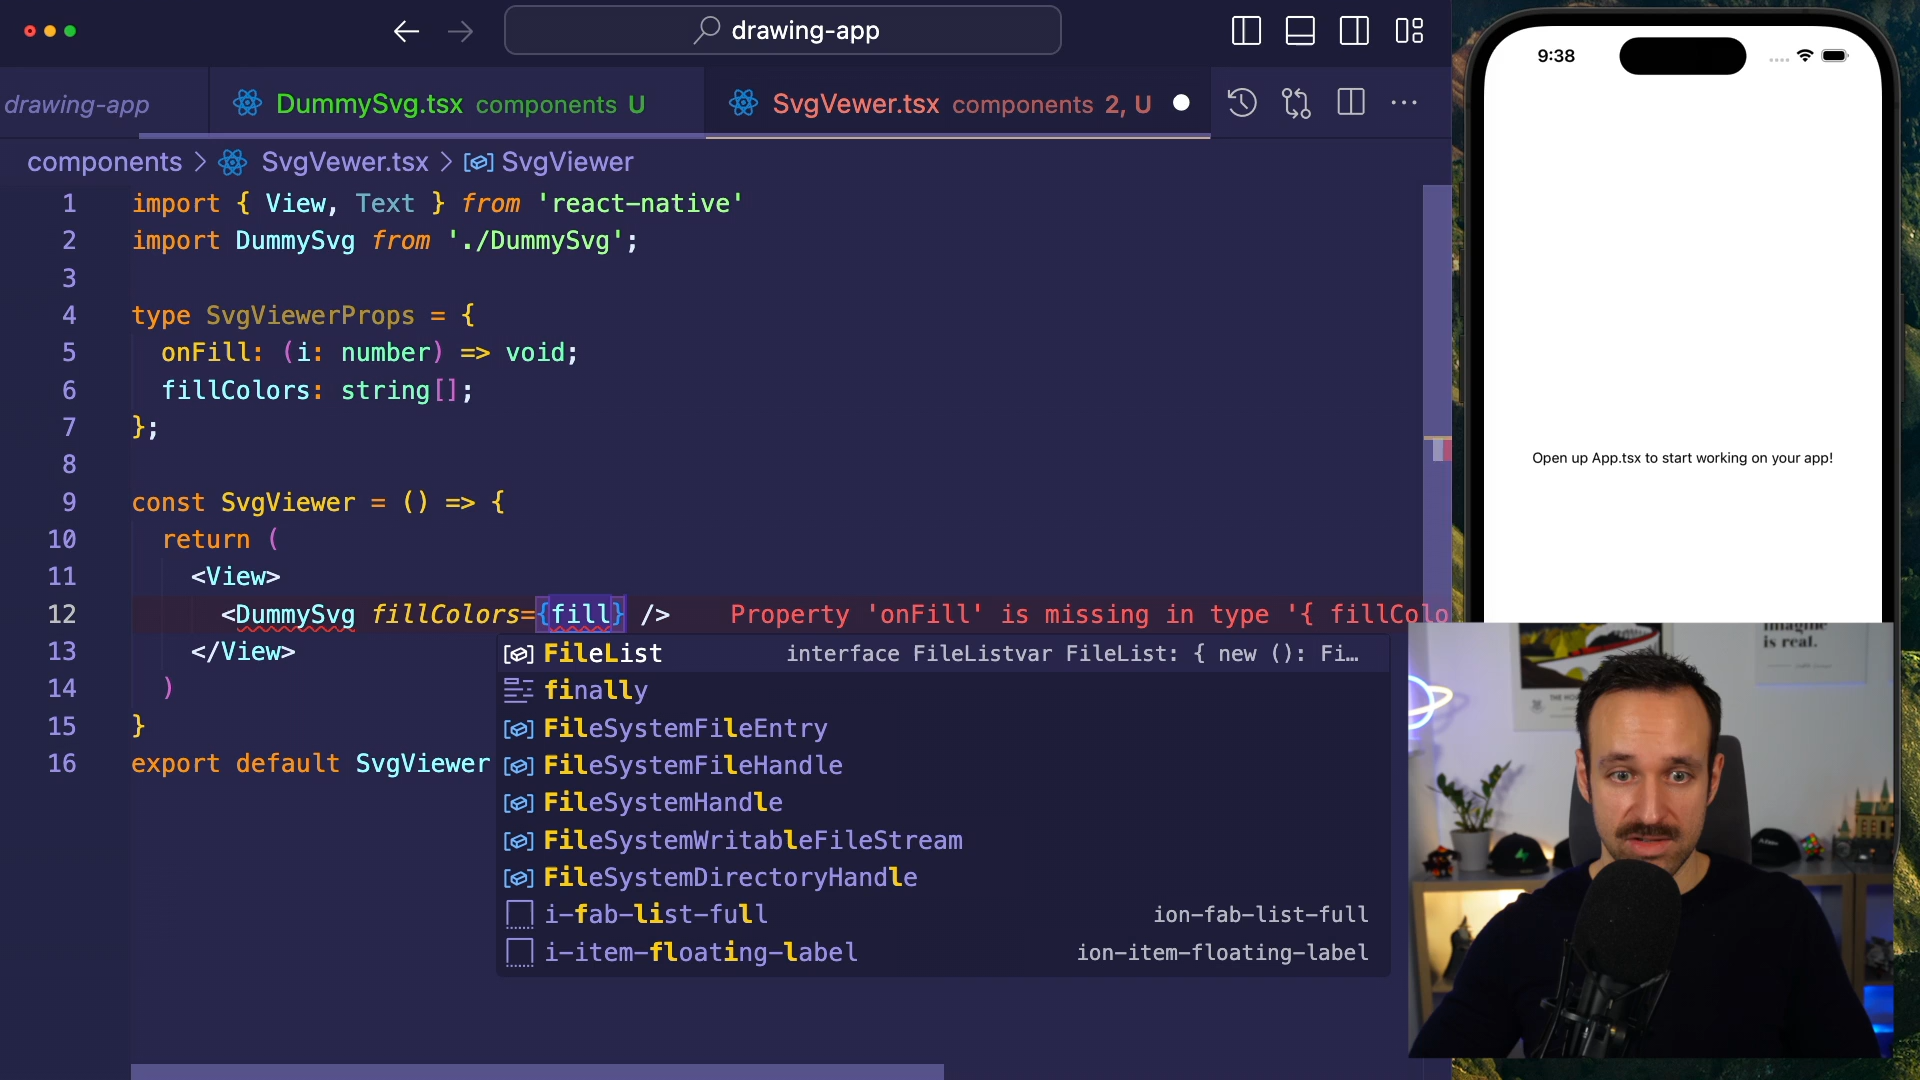 drawing-app
drawing-app
DummySvg.tsx components U
SvgVewer.tsx components 2, U
components > SvgVewer.tsx > SvgViewer
1 import { View, Text } from 'react-native'
2 import DummySvg from './DummySvg';
3
4 type SvgViewerProps = {
5 onFill: (i: number) => void;
6 fillColors: string[];
7 };
8
9 const SvgViewer = () => {
10 return (
11 <View>
12 <DummySvg fillColors={fill} /> Property 'onFill' is missing in type '{ fillColo
13 </View>
14 )
15 }
16 export default SvgViewer
FileList interface FileListvar FileList: { new (): Fi…
finally
FileSystemFileEntry
FileSystemFileHandle
FileSystemHandle
FileSystemWritableFileStream
FileSystemDirectoryHandle
i-fab-list-full ion-fab-list-full
i-item-floating-label ion-item-floating-label
9:38
Open up App.tsx to start working on your app!
imagine
is real.